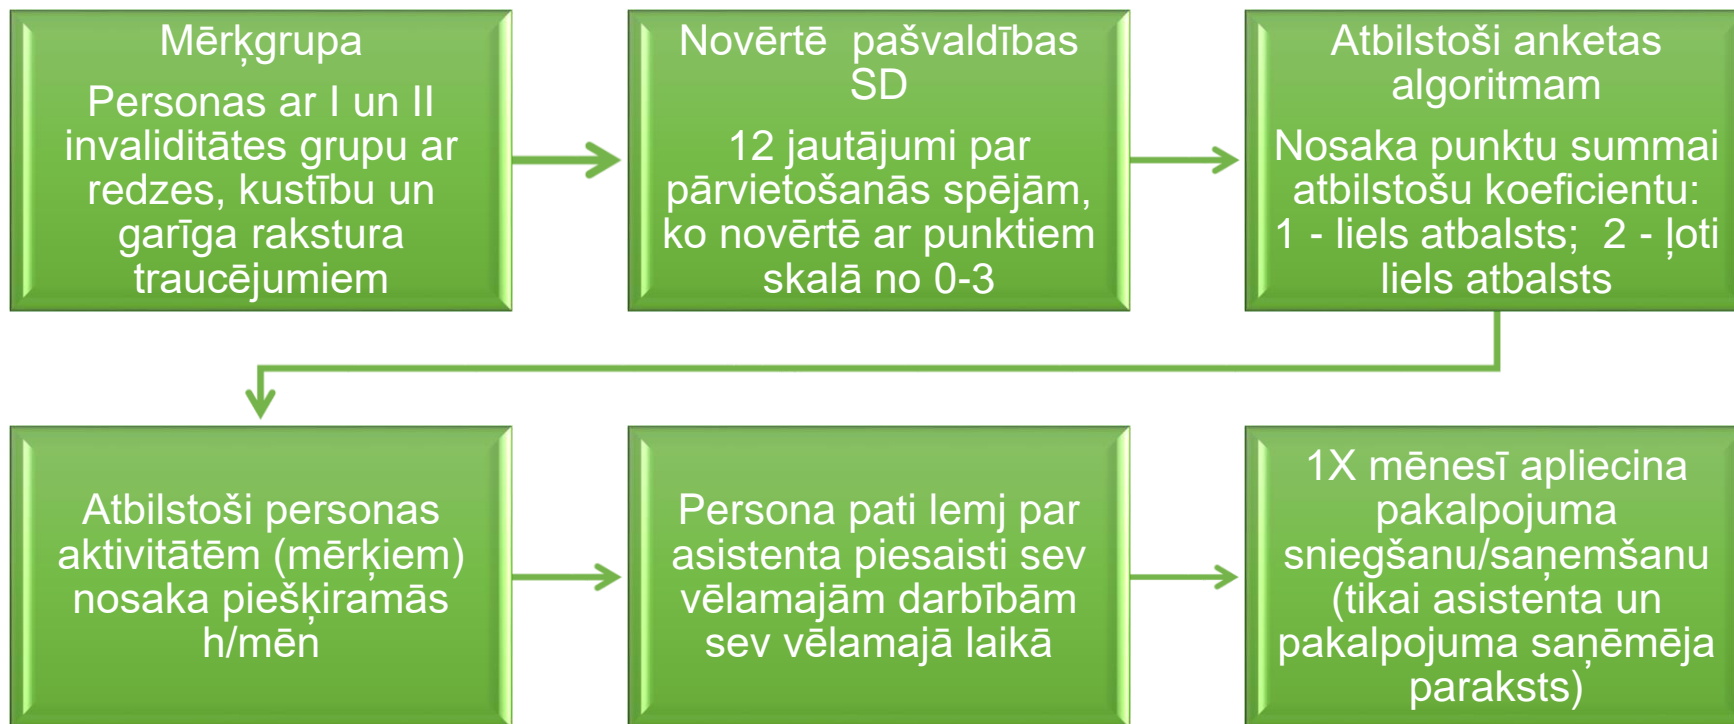 Mērķgrupa
Personas ar I un II
invaliditātes grupu ar
redzes, kustību un
garīga rakstura
traucējumiem
Novērtē pašvaldības
SD
12 jautājumi par
pārvietošanās spējām,
ko novērtē ar punktiem
skalā no 0-3
Atbilstoši anketas
algoritmam
Nosaka punktu summai
atbilstošu koeficientu:
1 - liels atbalsts; 2 - ļoti
liels atbalsts
Atbilstoši personas
aktivitātēm (mērķiem)
nosaka piešķiramās
h/mēn
Persona pati lemj par
asistenta piesaisti sev
vēlamajām darbībām
sev vēlamajā laikā
1X mēnesī apliecina
pakalpojuma
sniegšanu/saņemšanu
(tikai asistenta un
pakalpojuma saņēmēja
paraksts)